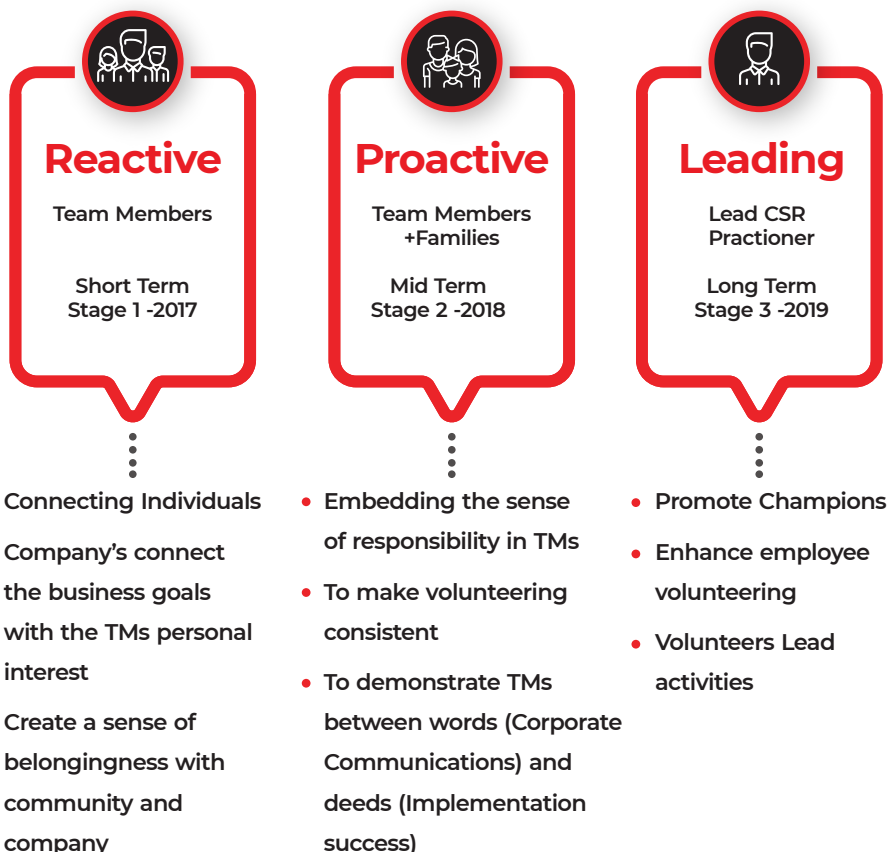 Reactive
Team Members
Short Term
Stage 1 -2017
Connecting Individuals
Company’s connect
the business goals
with the TMs personal
interest
Create a sense of
belongingness with
community and
company
Proactive
Team Members
+Families
Mid Term
Stage 2 -2018
• Embedding the sense
of responsibility in TMs
• To make volunteering
consistent
• To demonstrate TMs
between words (Corporate
Communications) and
deeds (Implementation
success)
Leading
Lead CSR
Practioner
Long Term
Stage 3 -2019
• Promote Champions
• Enhance employee
volunteering
• Volunteers Lead
activities